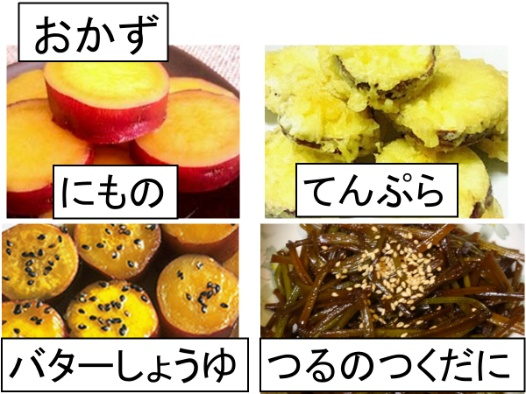 おかず
にもの
てんぷら
バターしょうゆ
つるのつくだに